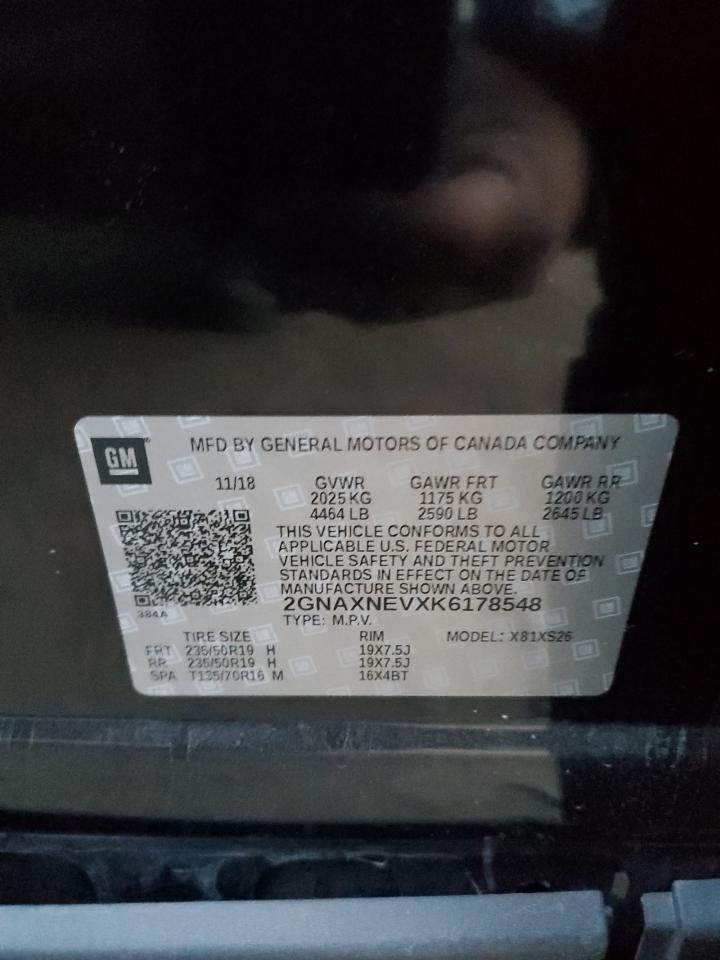 GM
MFD BY GENERAL MOTORS OF CANADA COMPANY
11/18 GVWR GAWR FRT GAWR RR
2025 KG 1175 KG 1200 KG
4464 LB 2590 LB 2645 LB
THIS VEHICLE CONFORMS TO ALL
APPLICABLE U.S. FEDERAL MOTOR
VEHICLE SAFETY AND THEFT PREVENTION
STANDARDS IN EFFECT ON THE DATE OF
MANUFACTURE SHOWN ABOVE.
384A
2GNAXNEVXK6178548
TYPE: M.P.V.
TIRE SIZE RIM MODEL: X81XS26
FRT 235/50R19 H 19X7.5J
RR 235/50R19 H 19X7.5J
SPA T135/70R16 M 16X4BT